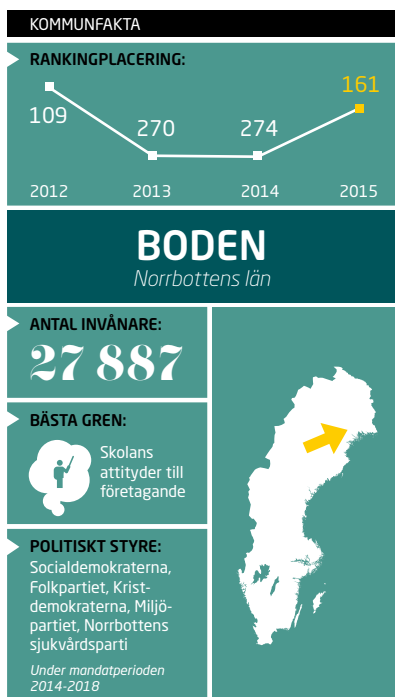 KOMMUNFAKTA
RANKINGPLACERING:
109
270
274
161
2012
2013
2014
2015
BODEN
Norrbottens län
ANTAL INVÅNARE:
27 887
BÄSTA GREN:
Skolans
attityder till
företagande
POLITISKT STYRE:
Socialdemokraterna,
Folkpartiet, Krist-
demokraterna, Miljö-
partiet, Norrbottens
sjukvårdsparti
Under mandatperioden
2014-2018